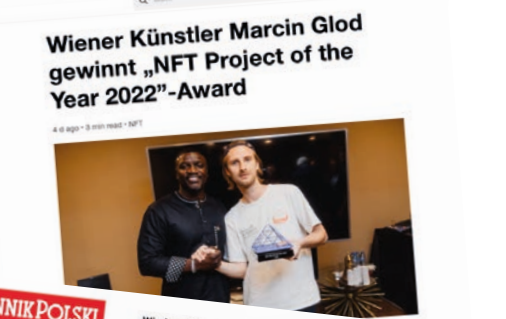 Wiener Künstler Marcin Glod
gewinnt „NFT Project of the
Year 2022”-Award
4 d ago • 3 min read • NFT
NNIK POLSKI